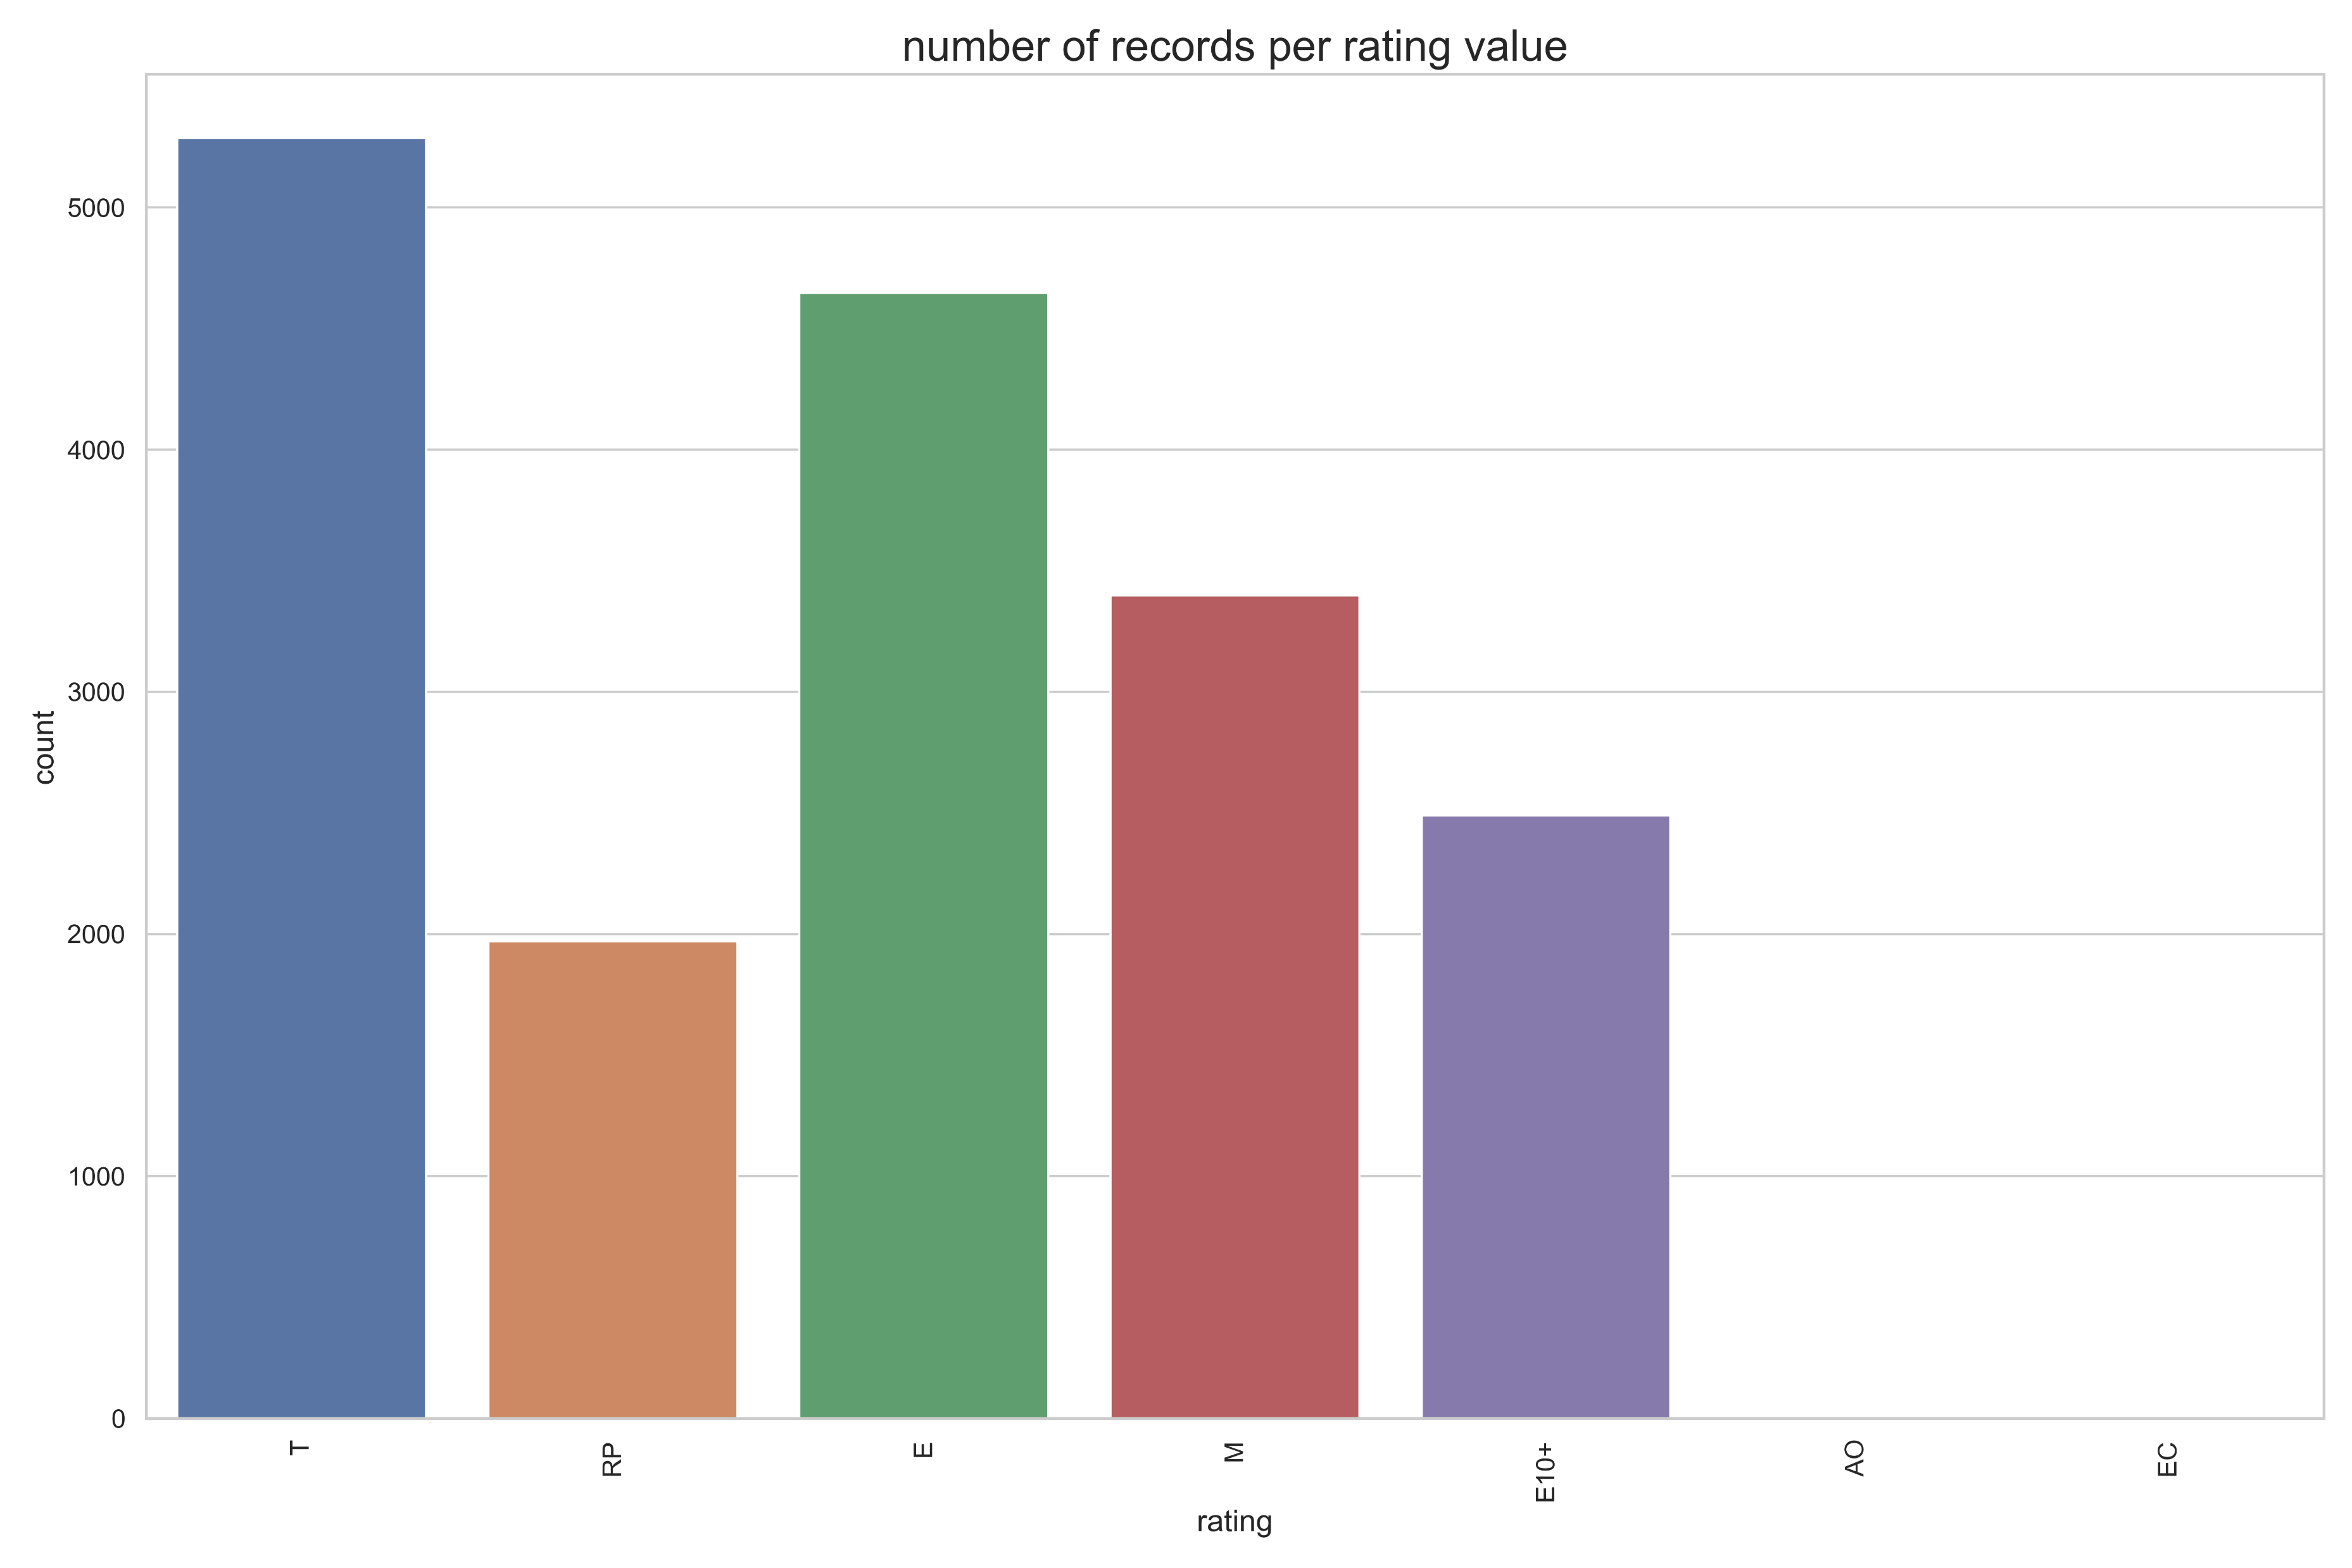 number of records per rating value
count
5000
4000
3000
2000
1000
0
T
RP
E
M
E10+
AO
EC
rating